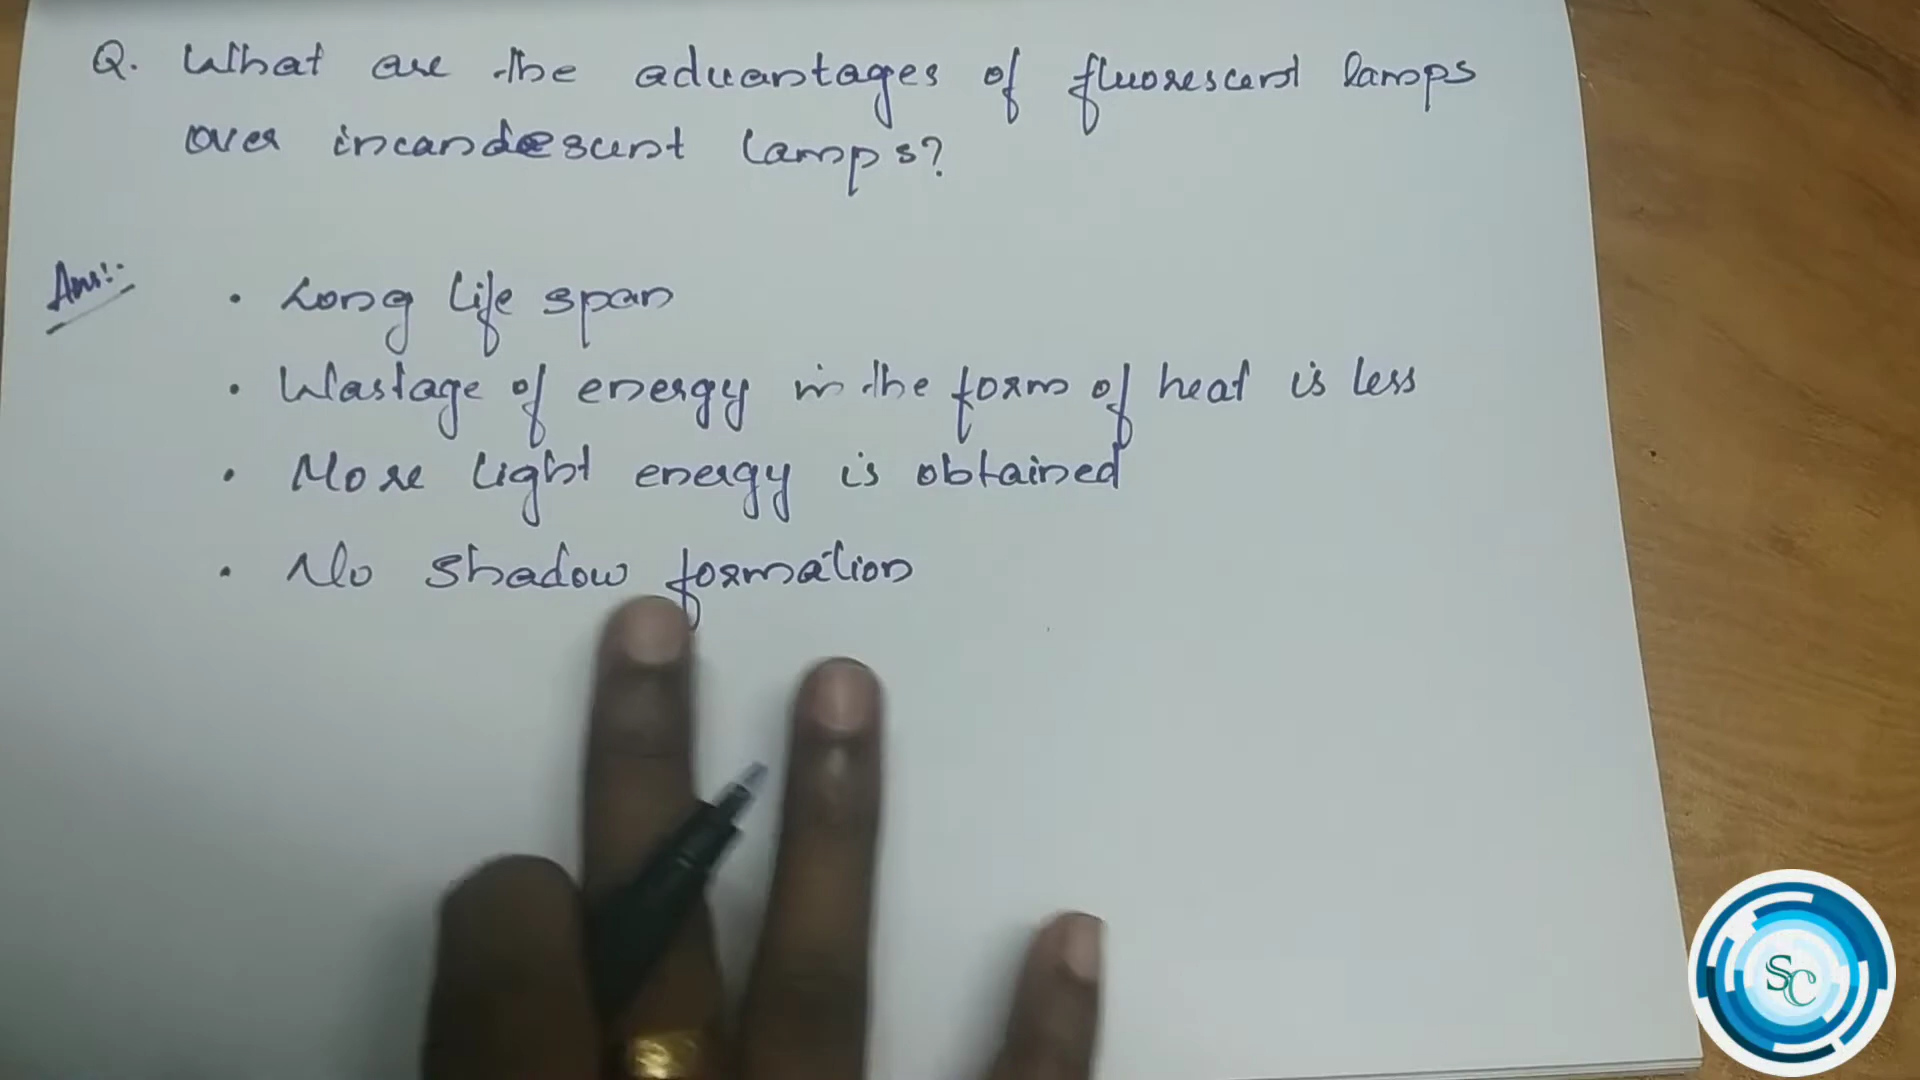 Q. What are the advantages of fluorescent lamps
over incandescent lamps?
Ans:-
• Long life span
• Wastage of energy in the form of heat is less
• More light energy is obtained
• No shadow formation
SC